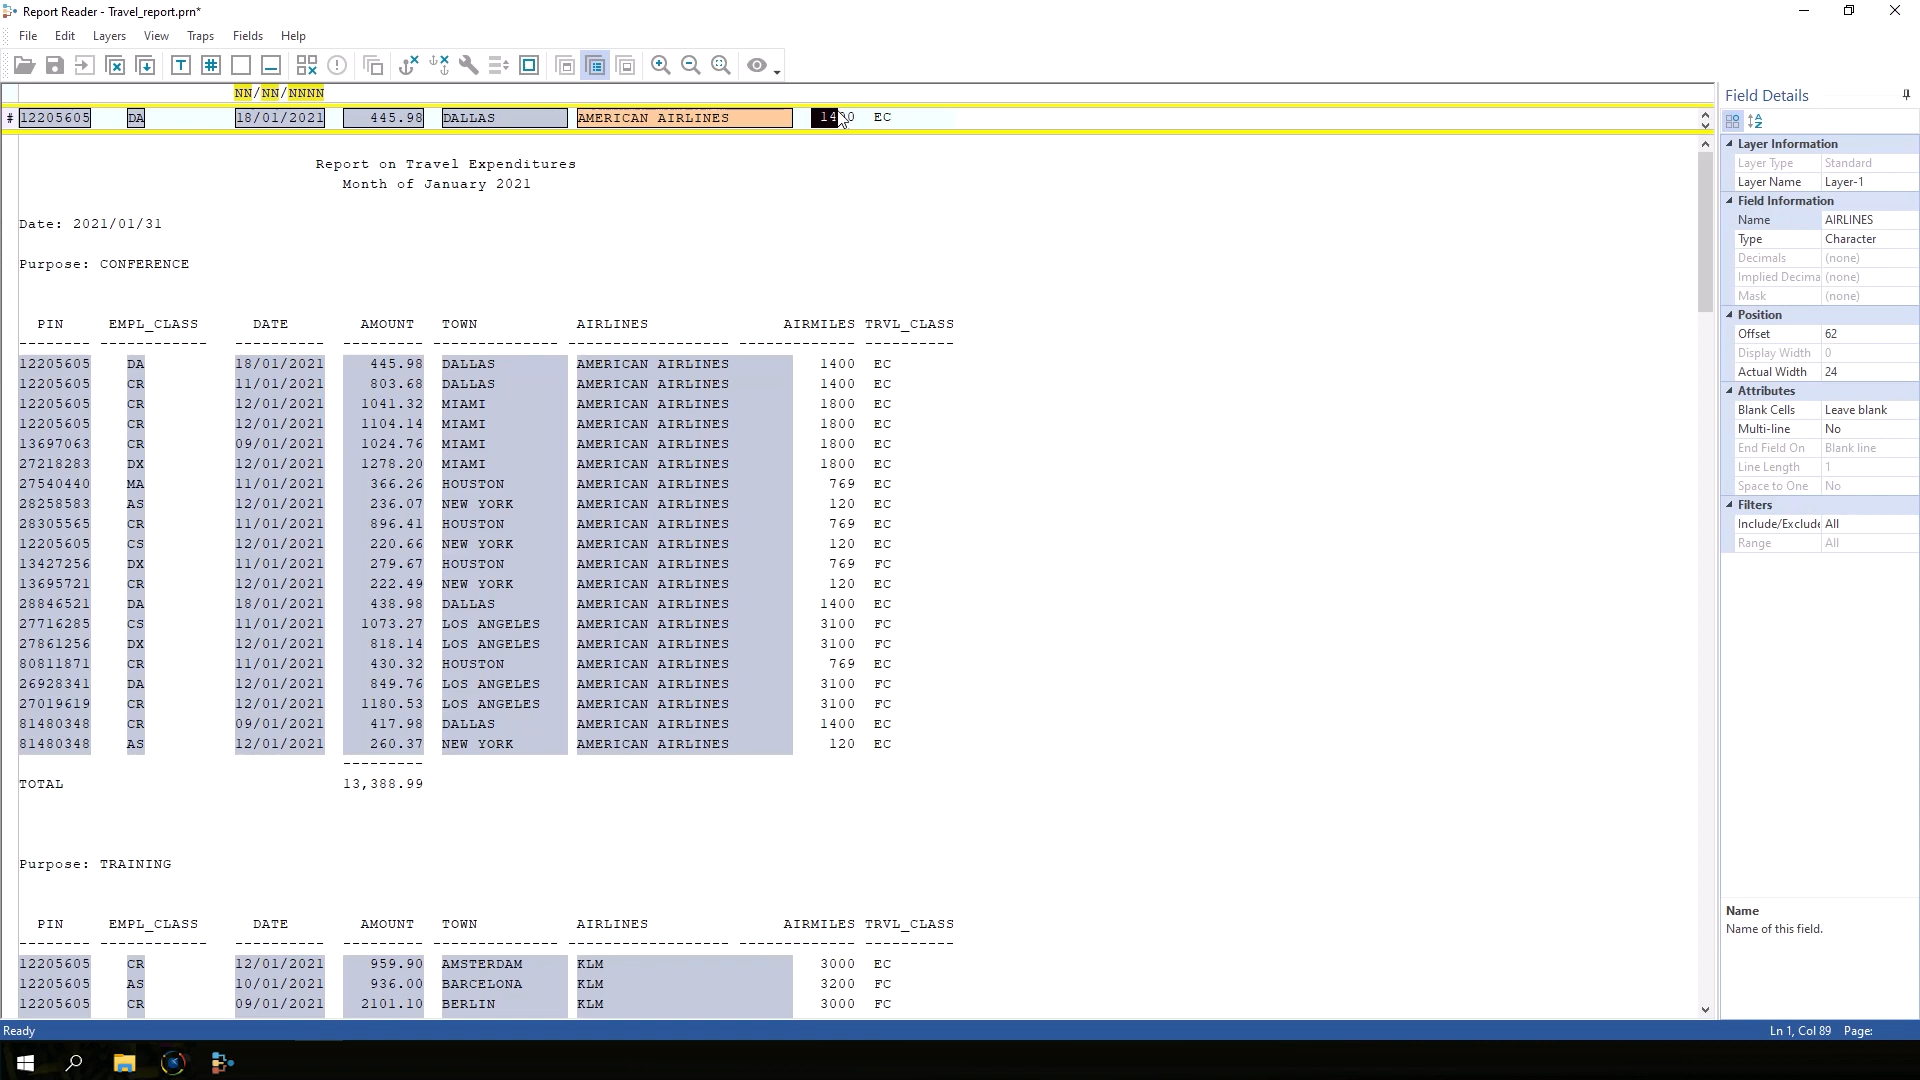 Report Reader - Travel_report.prn*
File Edit Layers View Traps Fields Help
NN/NN/NNNN
# 12205605 DA 18/01/2021 445.98 DALLAS AMERICAN AIRLINES 1400 EC
Report on Travel Expenditures
Month of January 2021
Date: 2021/01/31
Purpose: CONFERENCE
PIN EMPL_CLASS DATE AMOUNT TOWN AIRLINES AIRMILES TRVL_CLASS
-------- ------------ ---------- --------- -------------- ------------------ ------------- ----------
12205605 DA 18/01/2021 445.98 DALLAS AMERICAN AIRLINES 1400 EC
12205605 CR 11/01/2021 803.68 DALLAS AMERICAN AIRLINES 1400 EC
12205605 CR 12/01/2021 1041.32 MIAMI AMERICAN AIRLINES 1800 EC
12205605 CR 12/01/2021 1104.14 MIAMI AMERICAN AIRLINES 1800 EC
13697063 CR 09/01/2021 1024.76 MIAMI AMERICAN AIRLINES 1800 EC
27218283 DX 12/01/2021 1278.20 MIAMI AMERICAN AIRLINES 1800 EC
27540440 MA 11/01/2021 366.26 HOUSTON AMERICAN AIRLINES 769 EC
28258583 AS 12/01/2021 236.07 NEW YORK AMERICAN AIRLINES 120 EC
28305565 CR 11/01/2021 896.41 HOUSTON AMERICAN AIRLINES 769 EC
12205605 CS 12/01/2021 220.66 NEW YORK AMERICAN AIRLINES 120 EC
13427256 DX 11/01/2021 279.67 HOUSTON AMERICAN AIRLINES 769 FC
13695721 CR 12/01/2021 222.49 NEW YORK AMERICAN AIRLINES 120 EC
28846521 DA 18/01/2021 438.98 DALLAS AMERICAN AIRLINES 1400 EC
27716285 CS 11/01/2021 1073.27 LOS ANGELES AMERICAN AIRLINES 3100 FC
27861256 DX 12/01/2021 818.14 LOS ANGELES AMERICAN AIRLINES 3100 FC
80811871 CR 11/01/2021 430.32 HOUSTON AMERICAN AIRLINES 769 EC
26928341 DA 12/01/2021 849.76 LOS ANGELES AMERICAN AIRLINES 3100 FC
27019619 CR 12/01/2021 1180.53 LOS ANGELES AMERICAN AIRLINES 3100 FC
81480348 CR 09/01/2021 417.98 DALLAS AMERICAN AIRLINES 1400 EC
81480348 AS 12/01/2021 260.37 NEW YORK AMERICAN AIRLINES 120 EC
---------
TOTAL 13,388.99
Purpose: TRAINING
PIN EMPL_CLASS DATE AMOUNT TOWN AIRLINES AIRMILES TRVL_CLASS
-------- ------------ ---------- --------- -------------- ------------------ ------------- ----------
12205605 CR 12/01/2021 959.90 AMSTERDAM KLM 3000 EC
12205605 AS 10/01/2021 936.00 BARCELONA KLM 3200 FC
12205605 CR 09/01/2021 2101.10 BERLIN KLM 3000 FC
Field Details
Layer Information
Layer Type Standard
Layer Name Layer-1
Field Information
Name AIRLINES
Type Character
Decimals (none)
Implied Decima (none)
Mask (none)
Position
Offset 62
Display Width 0
Actual Width 24
Attributes
Blank Cells Leave blank
Multi-line No
End Field On Blank line
Line Length 1
Space to One No
Filters
Include/Exclude All
Range All
Name
Name of this field.
Ready
Ln 1, Col 89 Page: